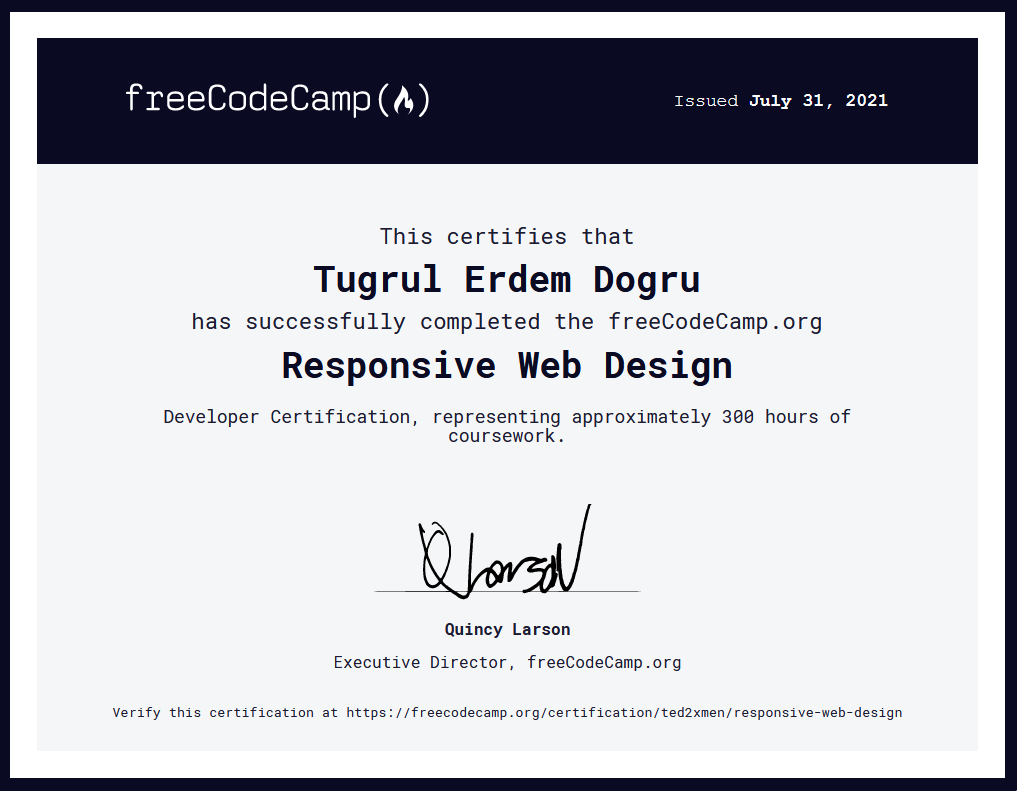 freeCodeCamp(🔥)
Issued July 31, 2021
This certifies that
Tugrul Erdem Dogru
has successfully completed the freeCodeCamp.org
Responsive Web Design
Developer Certification, representing approximately 300 hours of
coursework.
Q Larson
Quincy Larson
Executive Director, freeCodeCamp.org
Verify this certification at https://freecodecamp.org/certification/ted2xmen/responsive-web-design